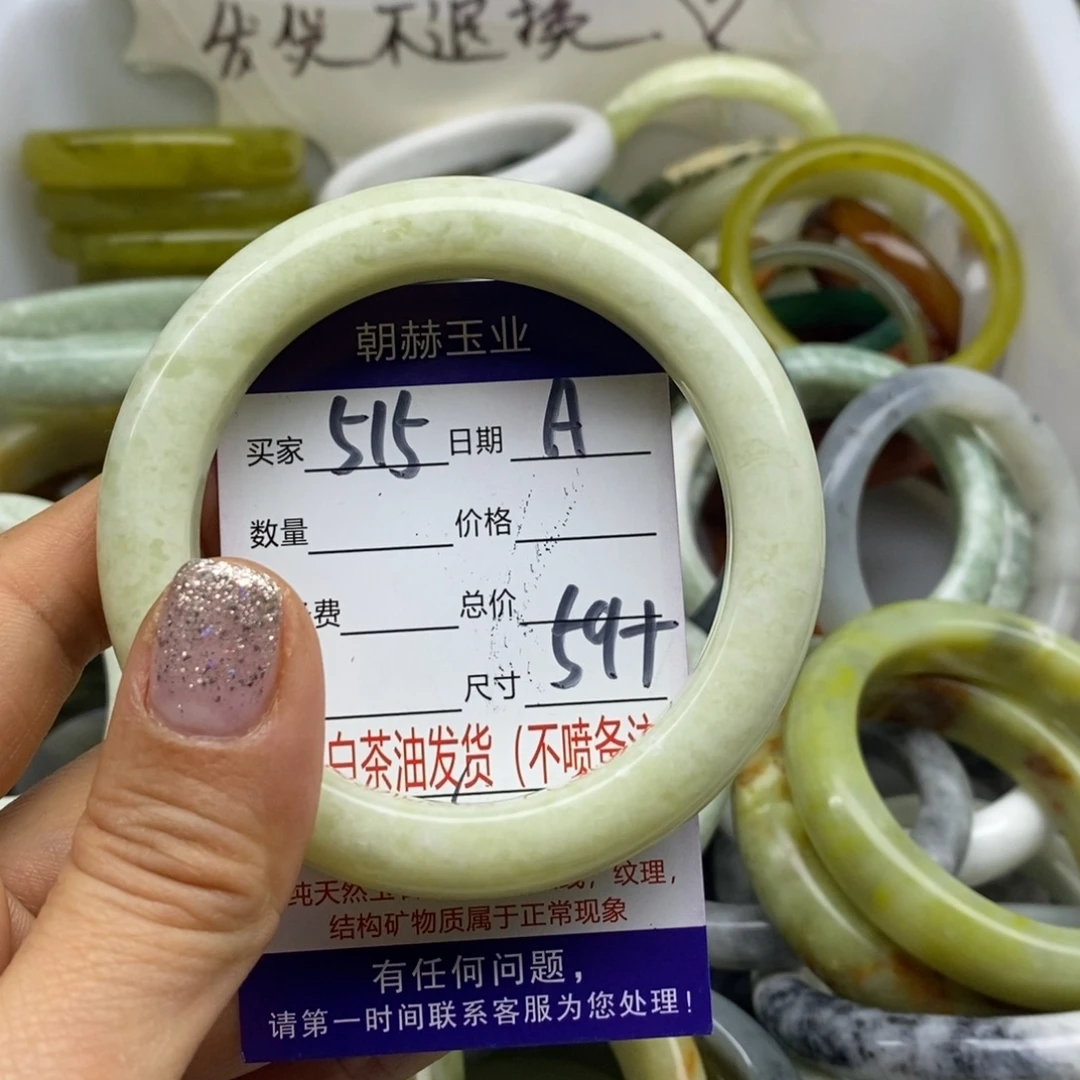 发货不退换
朝赫玉业
买家 515 日期 A
数量 价格
费 总价 59+
尺寸
白茶油发货（不喷备注
纯天然玉 纹理，
结构矿物质属于正常现象
有任何问题，
请第一时间联系客服为您处理！